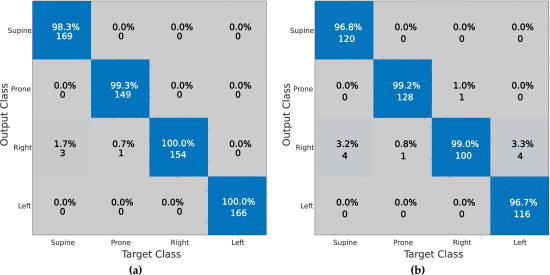 Output Class
Supine
98.3% 0.0% 0.0% 0.0%
169 0 0 0
Prone
0.0% 99.3% 0.0% 0.0%
0 149 0 0
Right
1.7% 0.7% 100.0% 0.0%
3 1 154 0
Left
0.0% 0.0% 0.0% 100.0%
0 0 0 166
Supine Prone Right Left
Target Class
(a)
Output Class
Supine
96.8% 0.0% 0.0% 0.0%
120 0 0 0
Prone
0.0% 99.2% 1.0% 0.0%
0 128 1 0
Right
3.2% 0.8% 99.0% 3.3%
4 1 100 4
Left
0.0% 0.0% 0.0% 96.7%
0 0 0 116
Supine Prone Right Left
Target Class
(b)